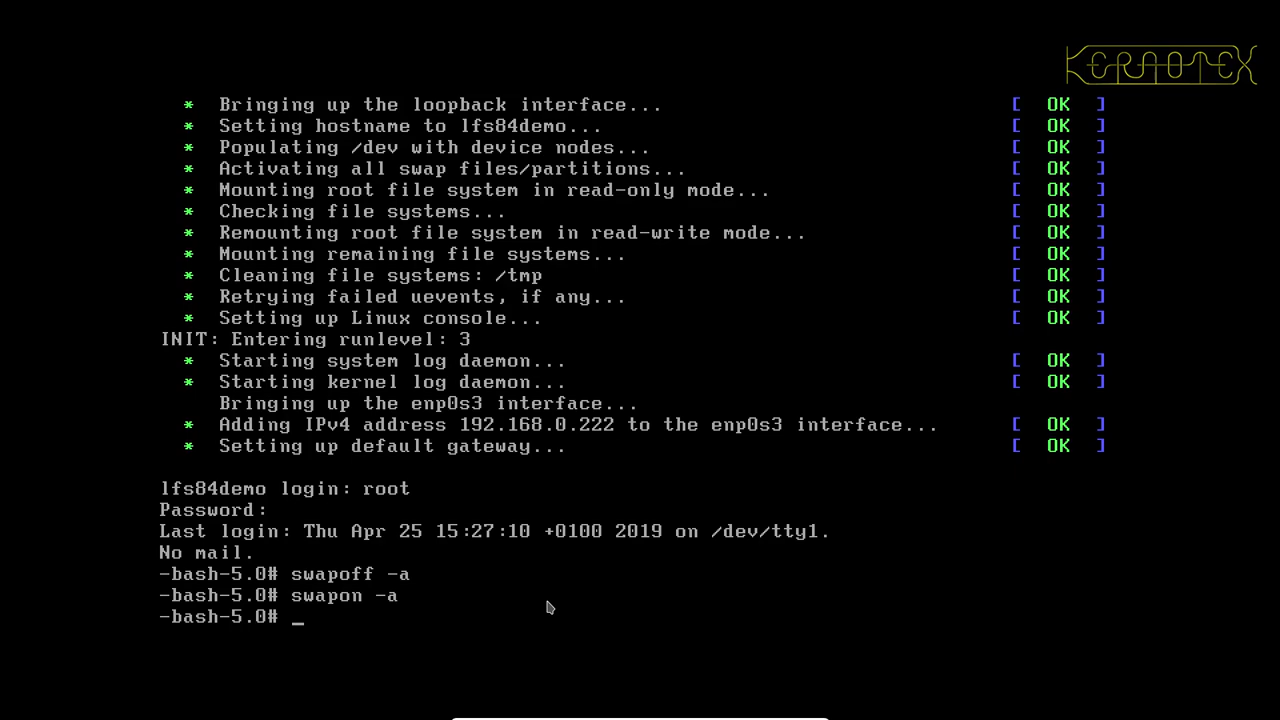 KERNOTEX
* Bringing up the loopback interface... [ OK ]
* Setting hostname to lfs84demo... [ OK ]
* Populating /dev with device nodes... [ OK ]
* Activating all swap files/partitions... [ OK ]
* Mounting root file system in read-only mode... [ OK ]
* Checking file systems... [ OK ]
* Remounting root file system in read-write mode... [ OK ]
* Mounting remaining file systems... [ OK ]
* Cleaning file systems: /tmp [ OK ]
* Retrying failed uevents, if any... [ OK ]
* Setting up Linux console... [ OK ]
INIT: Entering runlevel: 3
* Starting system log daemon... [ OK ]
* Starting kernel log daemon... [ OK ]
Bringing up the enp0s3 interface...
* Adding IPv4 address 192.168.0.222 to the enp0s3 interface... [ OK ]
* Setting up default gateway... [ OK ]
lfs84demo login: root
Password:
Last login: Thu Apr 25 15:27:10 +0100 2019 on /dev/tty1.
No mail.
-bash-5.0# swapoff -a
-bash-5.0# swapon -a
-bash-5.0# _